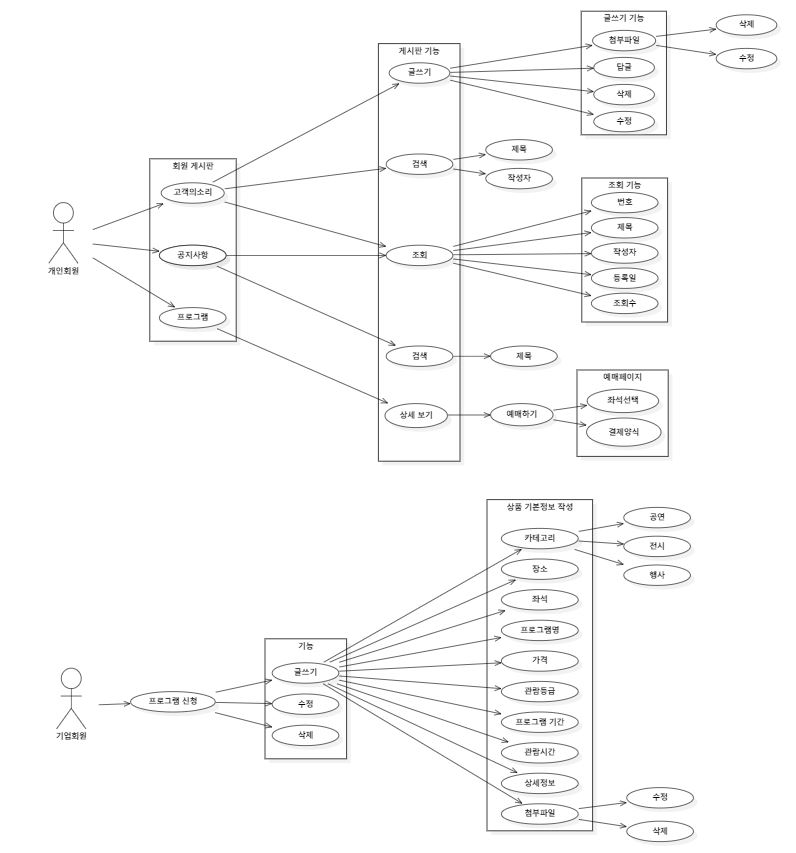 글쓰기 기능
첨부파일
답글
삭제
수정
삭제
수정
게시판 기능
글쓰기
검색
조회
검색
상세 보기
제목
작성자
회원 게시판
고객의소리
공지사항
프로그램
개인회원
조회 기능
번호
제목
작성자
등록일
조회수
제목
예매하기
예매페이지
좌석선택
결제양식
상품 기본정보 작성
카테고리
장소
좌석
프로그램명
가격
관람등급
프로그램 기간
관람시간
상세정보
첨부파일
공연
전시
행사
기능
글쓰기
수정
삭제
프로그램 신청
기업회원
수정
삭제